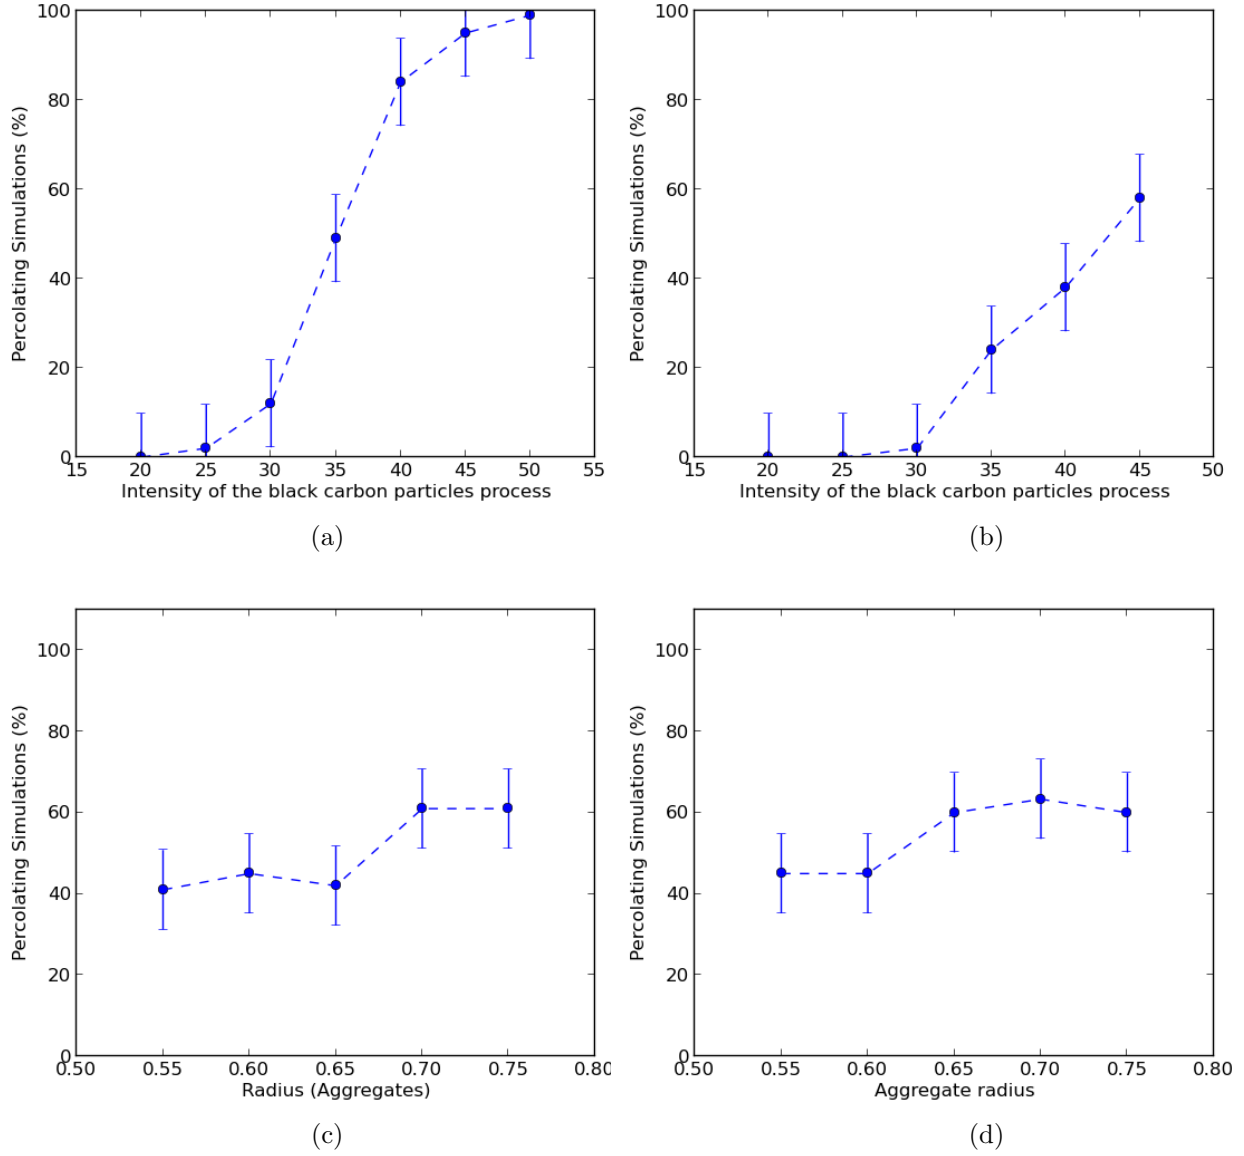 100
80
60
40
20
0
Percolating Simulations (%)
15 20 25 30 35 40 45 50 55
Intensity of the black carbon particles process
(a)
100
80
60
40
20
0
Percolating Simulations (%)
15 20 25 30 35 40 45 50
Intensity of the black carbon particles process
(b)
100
80
60
40
20
0
Percolating Simulations (%)
0.50 0.55 0.60 0.65 0.70 0.75 0.80
Radius (Aggregates)
(c)
100
80
60
40
20
0
Percolating Simulations (%)
0.50 0.55 0.60 0.65 0.70 0.75 0.80
Aggregate radius
(d)